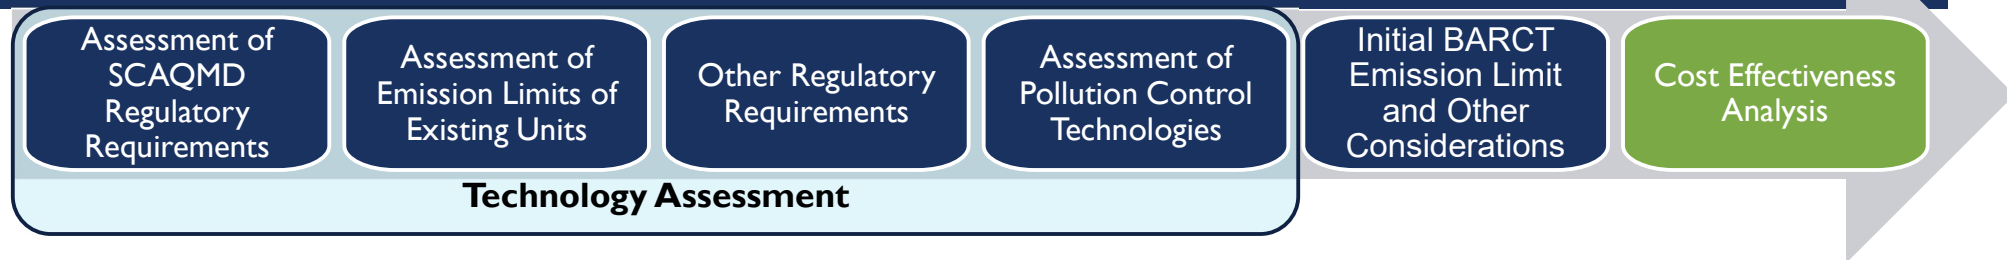 Assessment of
SCAQMD
Regulatory
Requirements
Assessment of
Emission Limits of
Existing Units
Other Regulatory
Requirements
Assessment of
Pollution Control
Technologies
Initial BARCT
Emission Limit
and Other
Considerations
Cost Effectiveness
Analysis
Technology Assessment